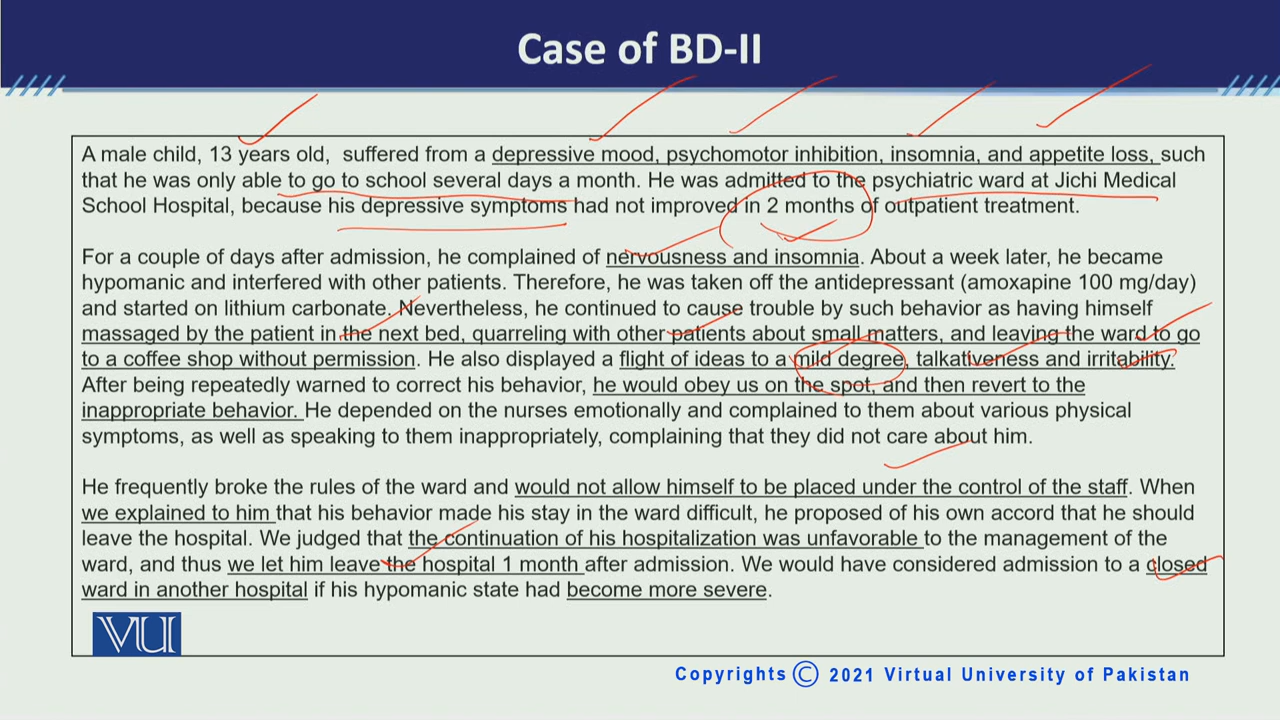 Case of BD-II
A male child, 13 years old, suffered from a depressive mood, psychomotor inhibition, insomnia, and appetite loss, such
that he was only able to go to school several days a month. He was admitted to the psychiatric ward at Jichi Medical
School Hospital, because his depressive symptoms had not improved in 2 months of outpatient treatment.
For a couple of days after admission, he complained of nervousness and insomnia. About a week later, he became
hypomanic and interfered with other patients. Therefore, he was taken off the antidepressant (amoxapine 100 mg/day)
and started on lithium carbonate. Nevertheless, he continued to cause trouble by such behavior as having himself
massaged by the patient in the next bed, quarreling with other patients about small matters, and leaving the ward to go
to a coffee shop without permission. He also displayed a flight of ideas to a mild degree, talkativeness and irritability.
After being repeatedly warned to correct his behavior, he would obey us on the spot, and then revert to the
inappropriate behavior. He depended on the nurses emotionally and complained to them about various physical
symptoms, as well as speaking to them inappropriately, complaining that they did not care about him.
He frequently broke the rules of the ward and would not allow himself to be placed under the control of the staff. When
we explained to him that his behavior made his stay in the ward difficult, he proposed of his own accord that he should
leave the hospital. We judged that the continuation of his hospitalization was unfavorable to the management of the
ward, and thus we let him leave the hospital 1 month after admission. We would have considered admission to a closed
ward in another hospital if his hypomanic state had become more severe.
VU
Copyrights © 2021 Virtual University of Pakistan